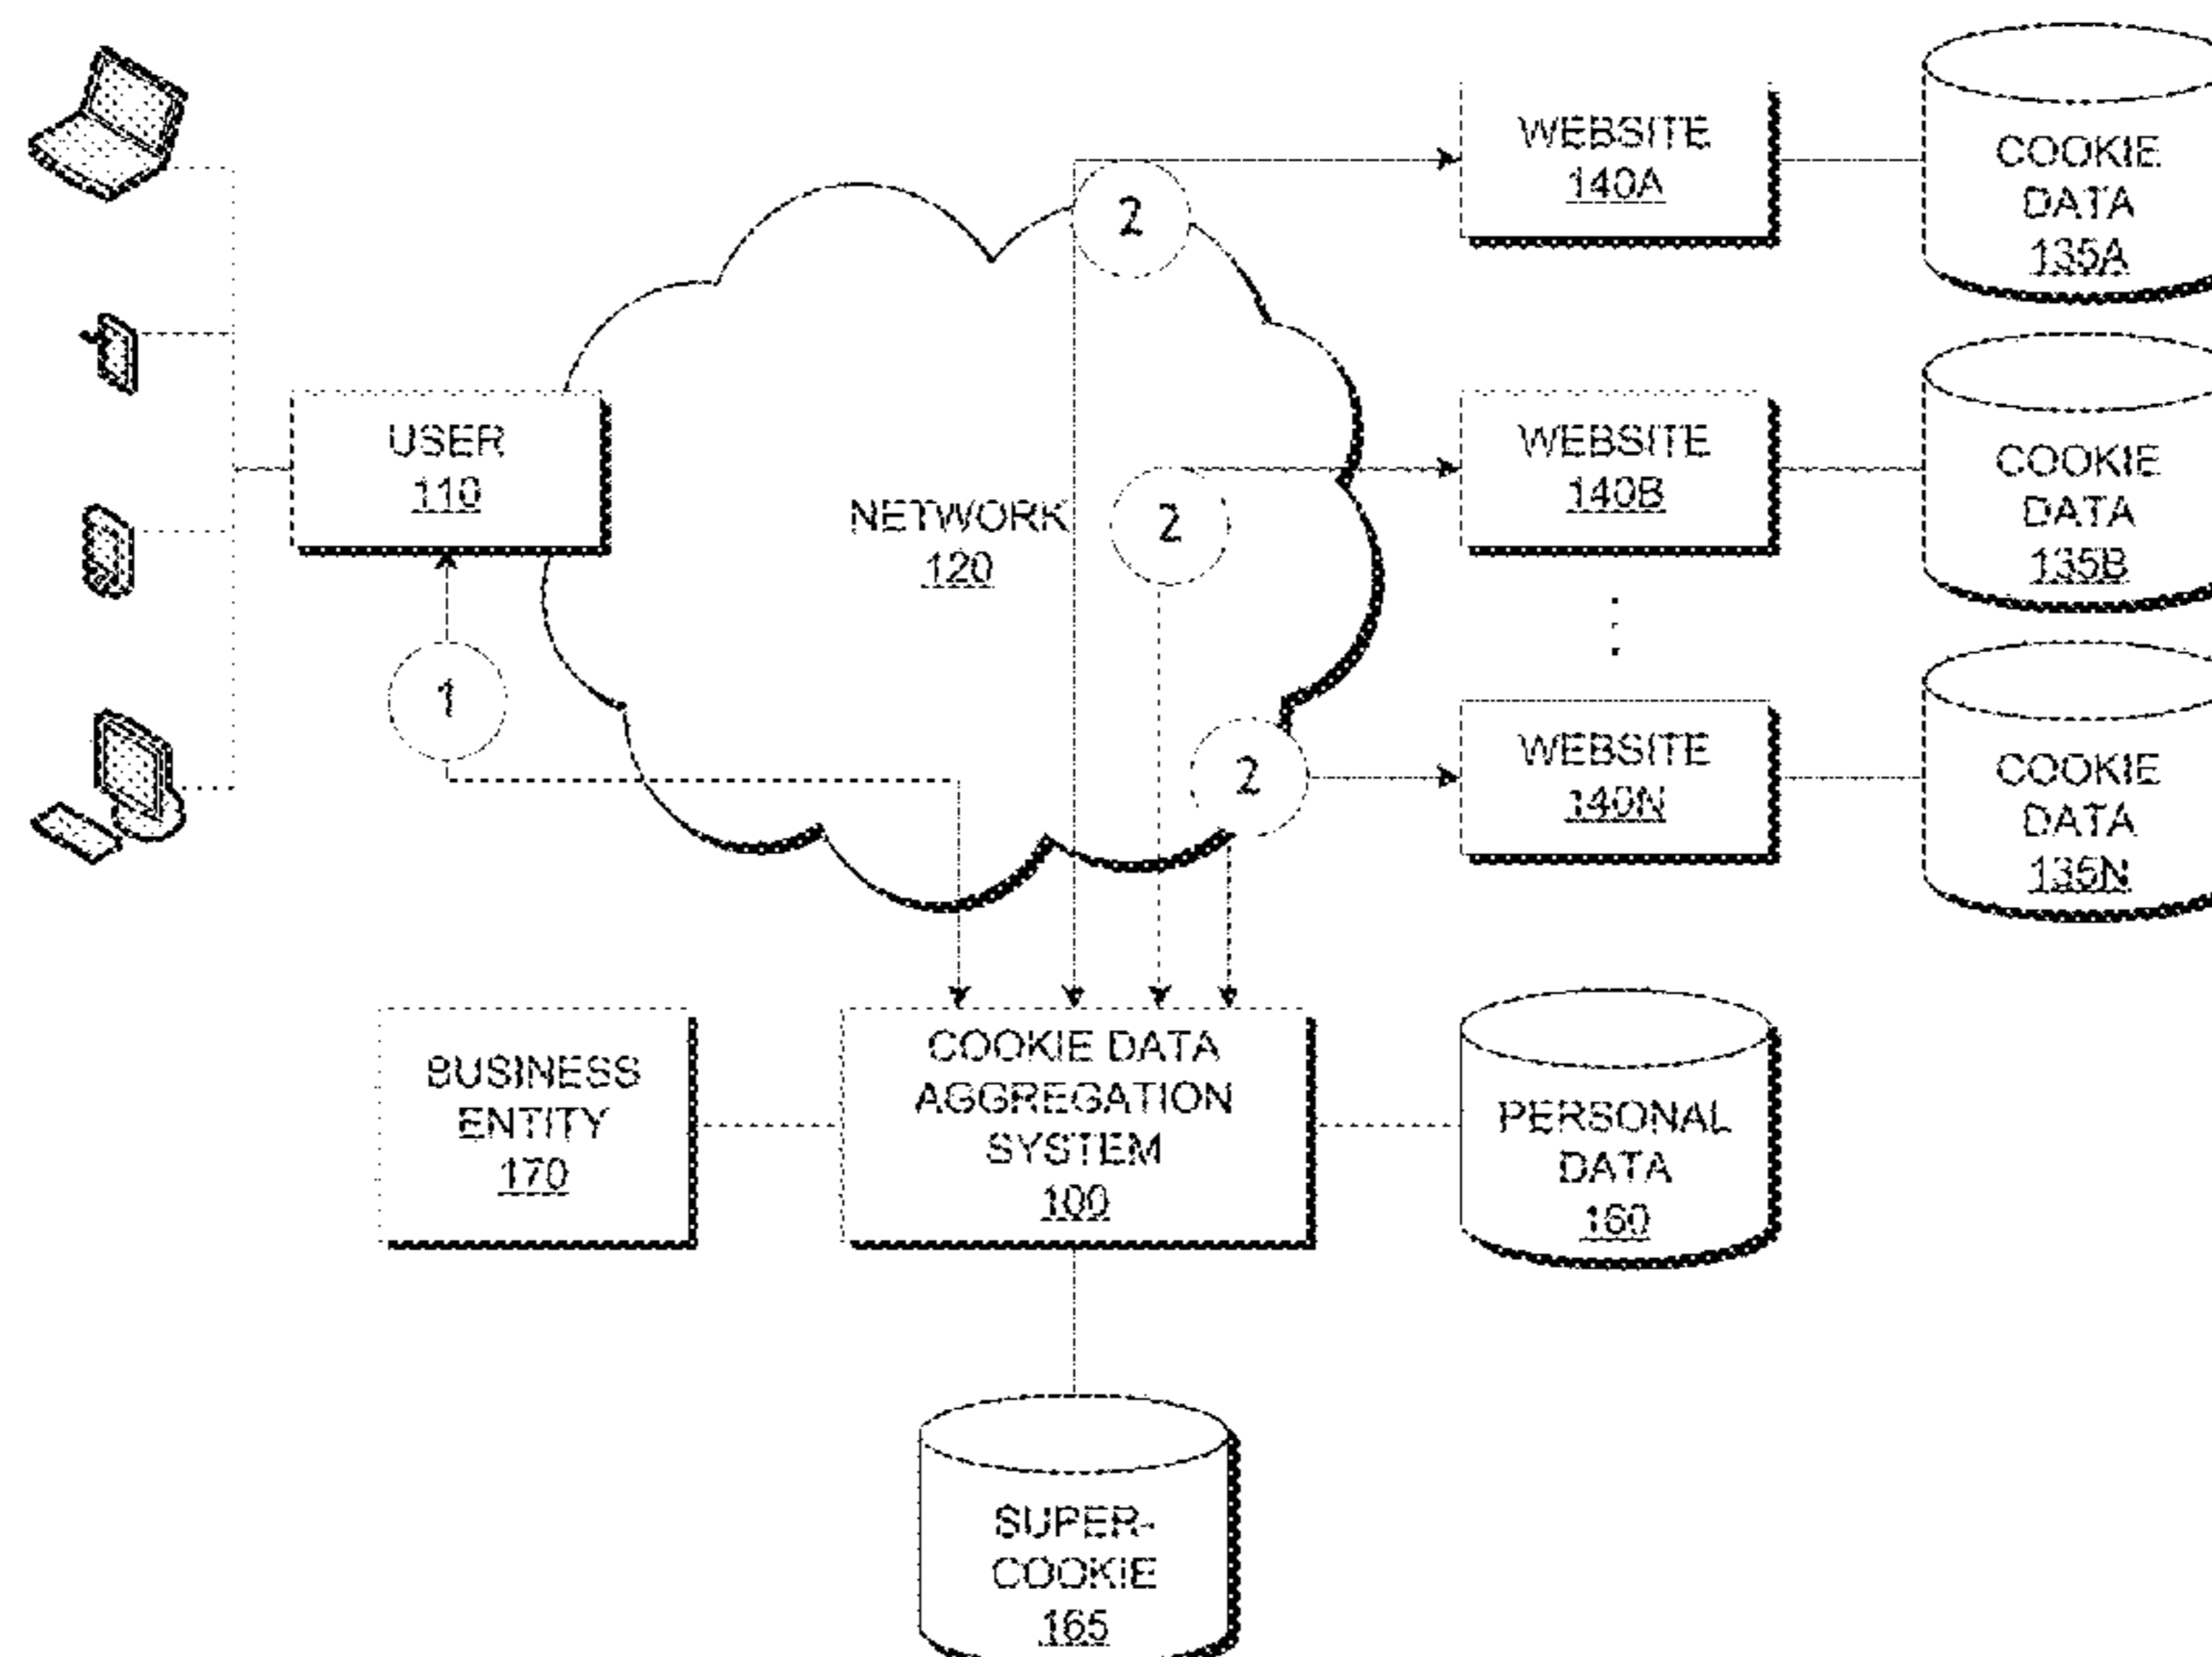 WEBSITE
140A
COOKIE
DATA
135A
2
USER
110
NETWORK
120
2
WEBSITE
140B
COOKIE
DATA
135B
1
2
WEBSITE
140N
COOKIE
DATA
135N
BUSINESS
ENTITY
170
COOKIE DATA
AGGREGATION
SYSTEM
100
PERSONAL
DATA
160
SUPER-
COOKIE
165